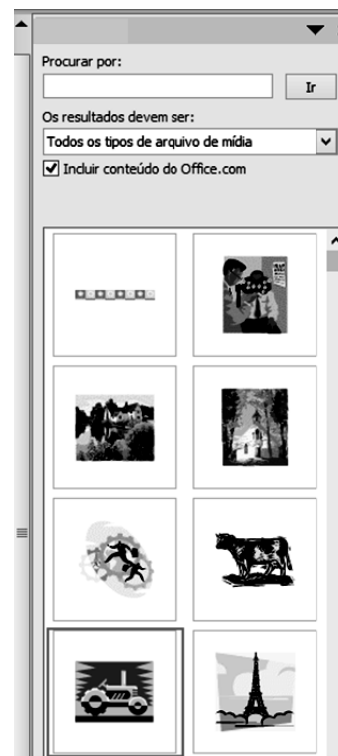 Procurar por:
Ir
Os resultados devem ser:
Todos os tipos de arquivo de mídia
Incluir conteúdo do Office.com